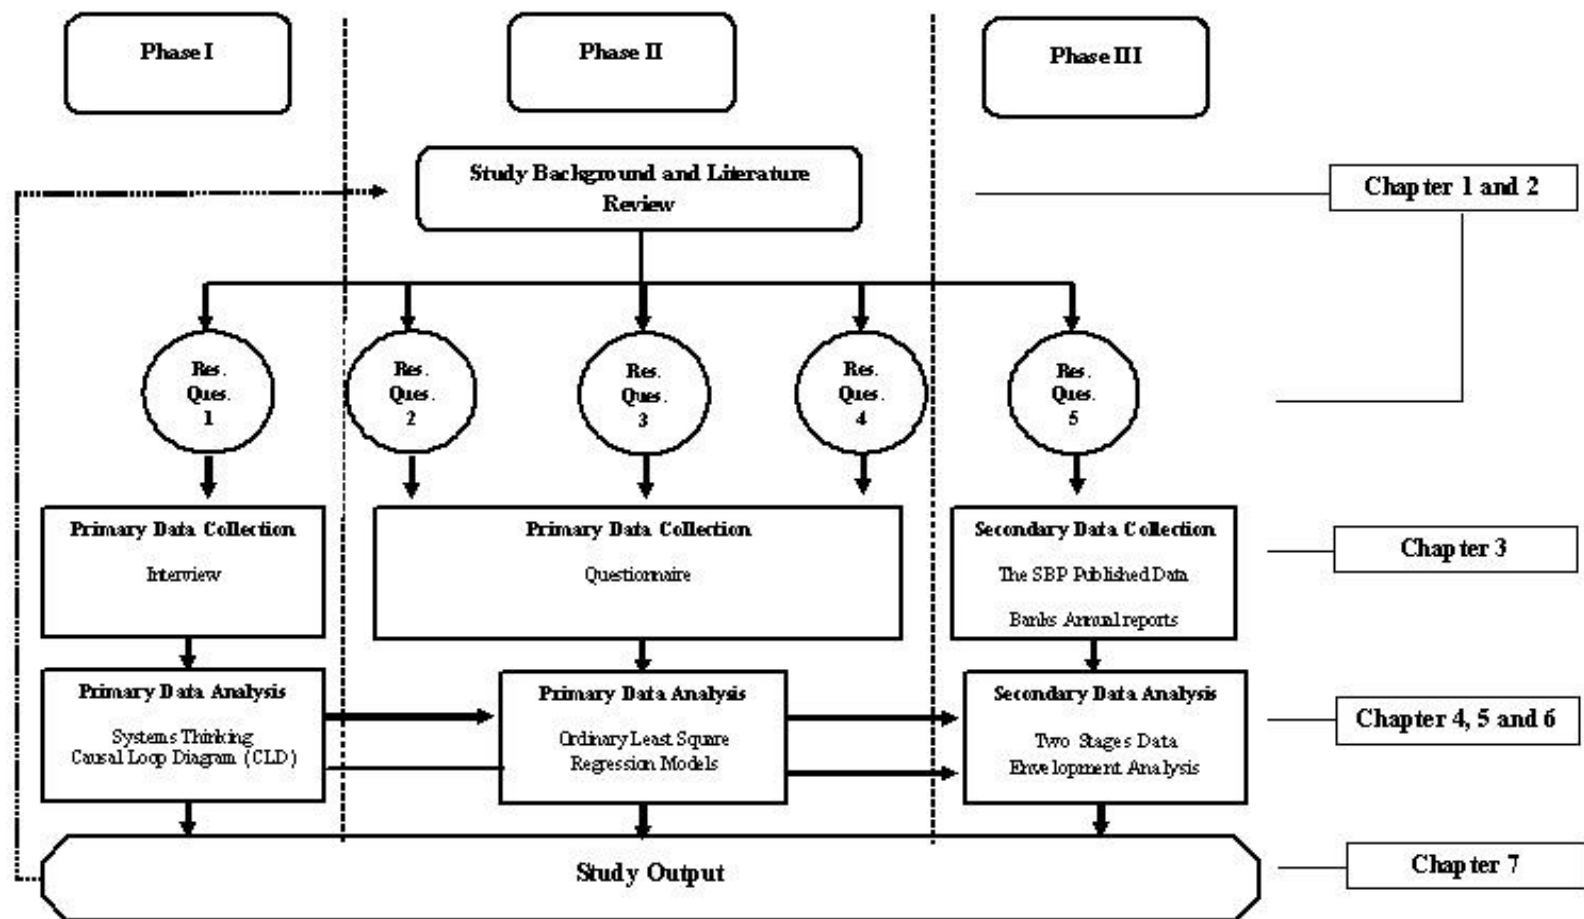 Phase I
Phase II
Phase III
Study Background and Literature
Review
Chapter 1 and 2
Res.
Ques.
1
Res.
Ques.
2
Res.
Ques.
3
Res.
Ques.
4
Res.
Ques.
5
Primary Data Collection
Interview
Primary Data Collection
Questionnaire
Secondary Data Collection
The SBP Published Data
Banks Annual reports
Chapter 3
Primary Data Analysis
Systems Thinking
Causal Loop Diagram (CLD)
Primary Data Analysis
Ordinary Least Square
Regression Models
Secondary Data Analysis
Two Stages Data
Envelopment Analysis
Chapter 4, 5 and 6
Study Output
Chapter 7